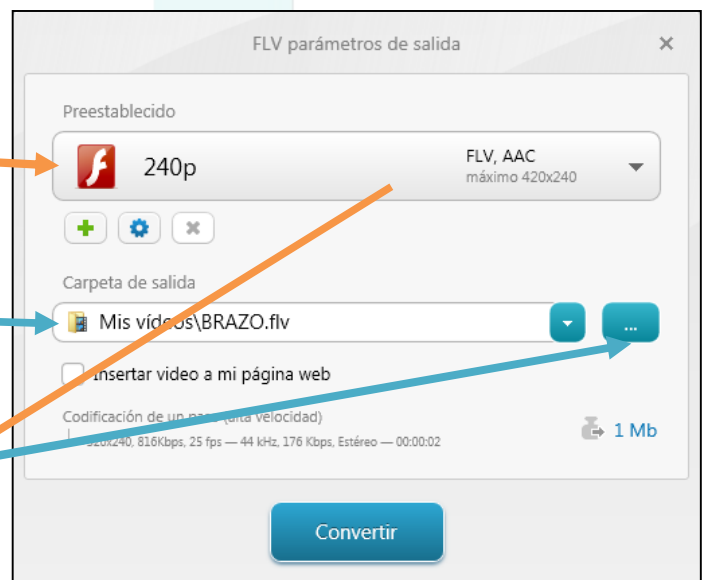 FLV parámetros de salida
Preestablecido
240p
FLV, AAC
máximo 420x240
Carpeta de salida
Mis vídeos\BRAZO.flv
...
Insertar video a mi página web
Codificación de un paso (alta velocidad)
320x240, 816Kbps, 25 fps — 44 kHz, 176 Kbps, Estéreo — 00:00:02
1 Mb
Convertir